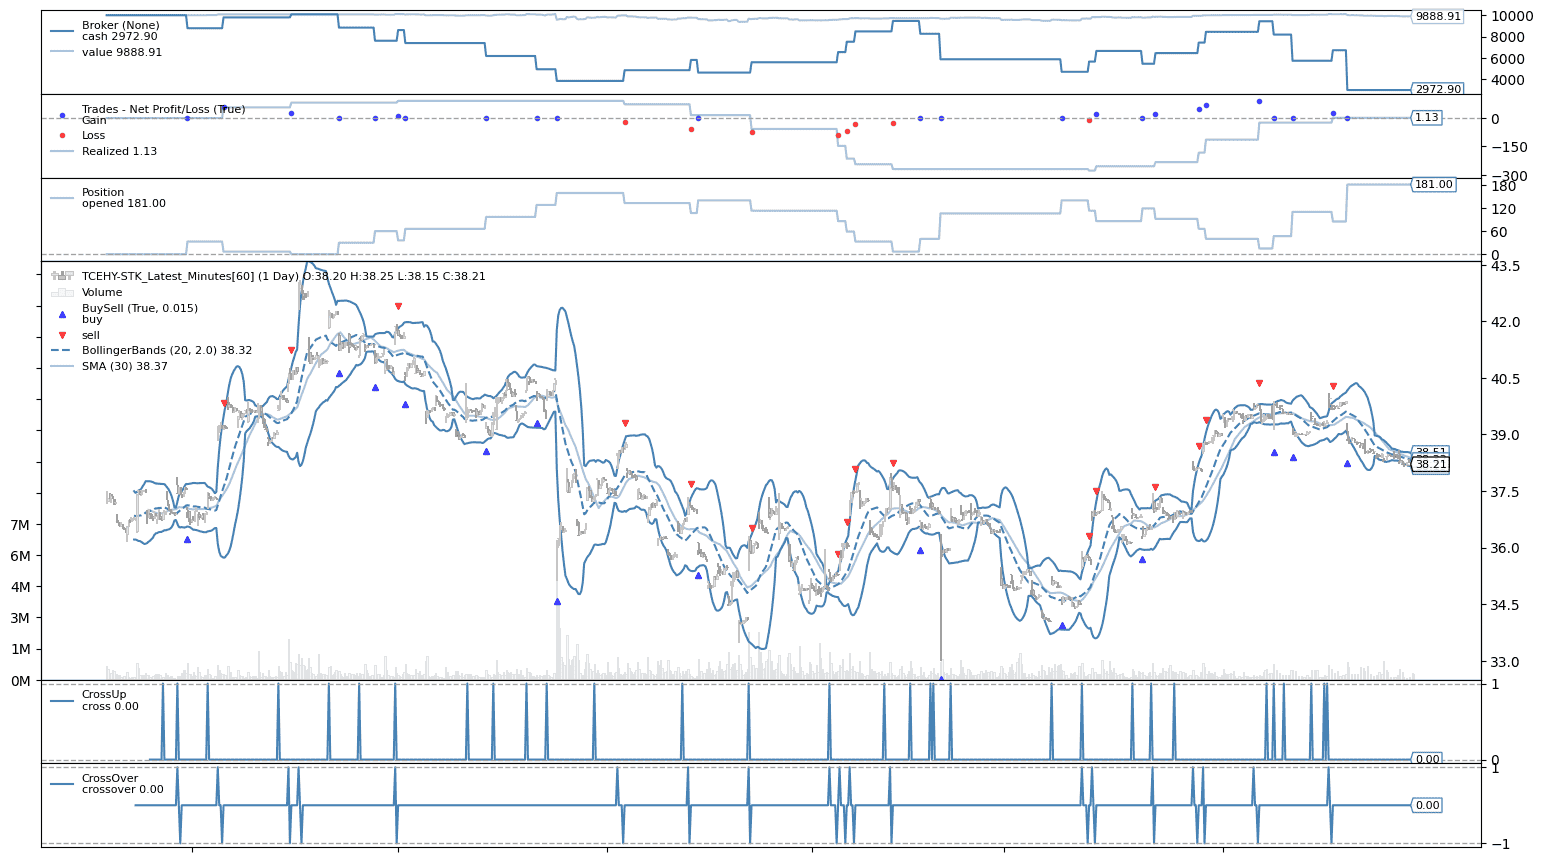 Broker (None)
cash 2972.90
value 9888.91
9888.91
10000
8000
6000
4000
2972.90
Trades - Net Profit/Loss (True)
Gain
Loss
Realized 1.13
0
1.13
−150
−300
Position
opened 181.00
181.00
180
120
60
0
TCEHY-STK_Latest_Minutes[60] (1 Day) O:38.20 H:38.25 L:38.15 C:38.21
Volume
BuySell (True, 0.015)
buy
sell
BollingerBands (20, 2.0) 38.32
SMA (30) 38.37
43.5
42.0
40.5
39.0
38.51
38.21
37.5
36.0
34.5
33.0
7M
6M
4M
3M
1M
0M
CrossUp
cross 0.00
1
0
0.00
CrossOver
crossover 0.00
1
0.00
−1